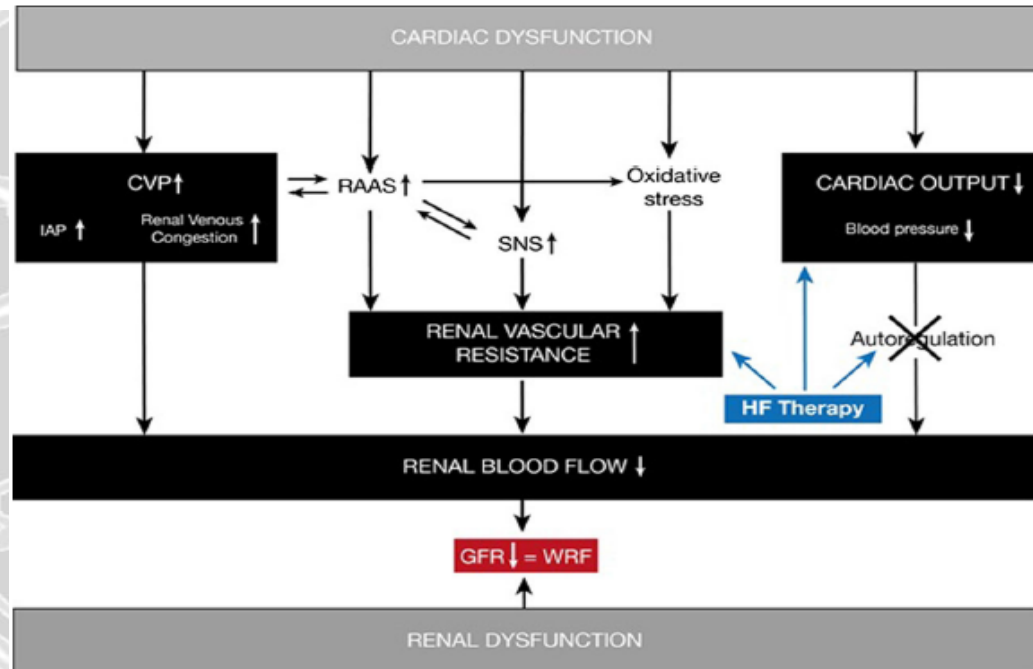 CARDIAC DYSFUNCTION
CVP ↑
IAP ↑
Renal Venous ↑
Congestion
RAAS ↑
SNS ↑
Oxidative
stress
CARDIAC OUTPUT ↓
Blood pressure ↓
RENAL VASCULAR ↑
RESISTANCE
Autoregulation
HF Therapy
RENAL BLOOD FLOW ↓
GFR ↓ = WRF
RENAL DYSFUNCTION